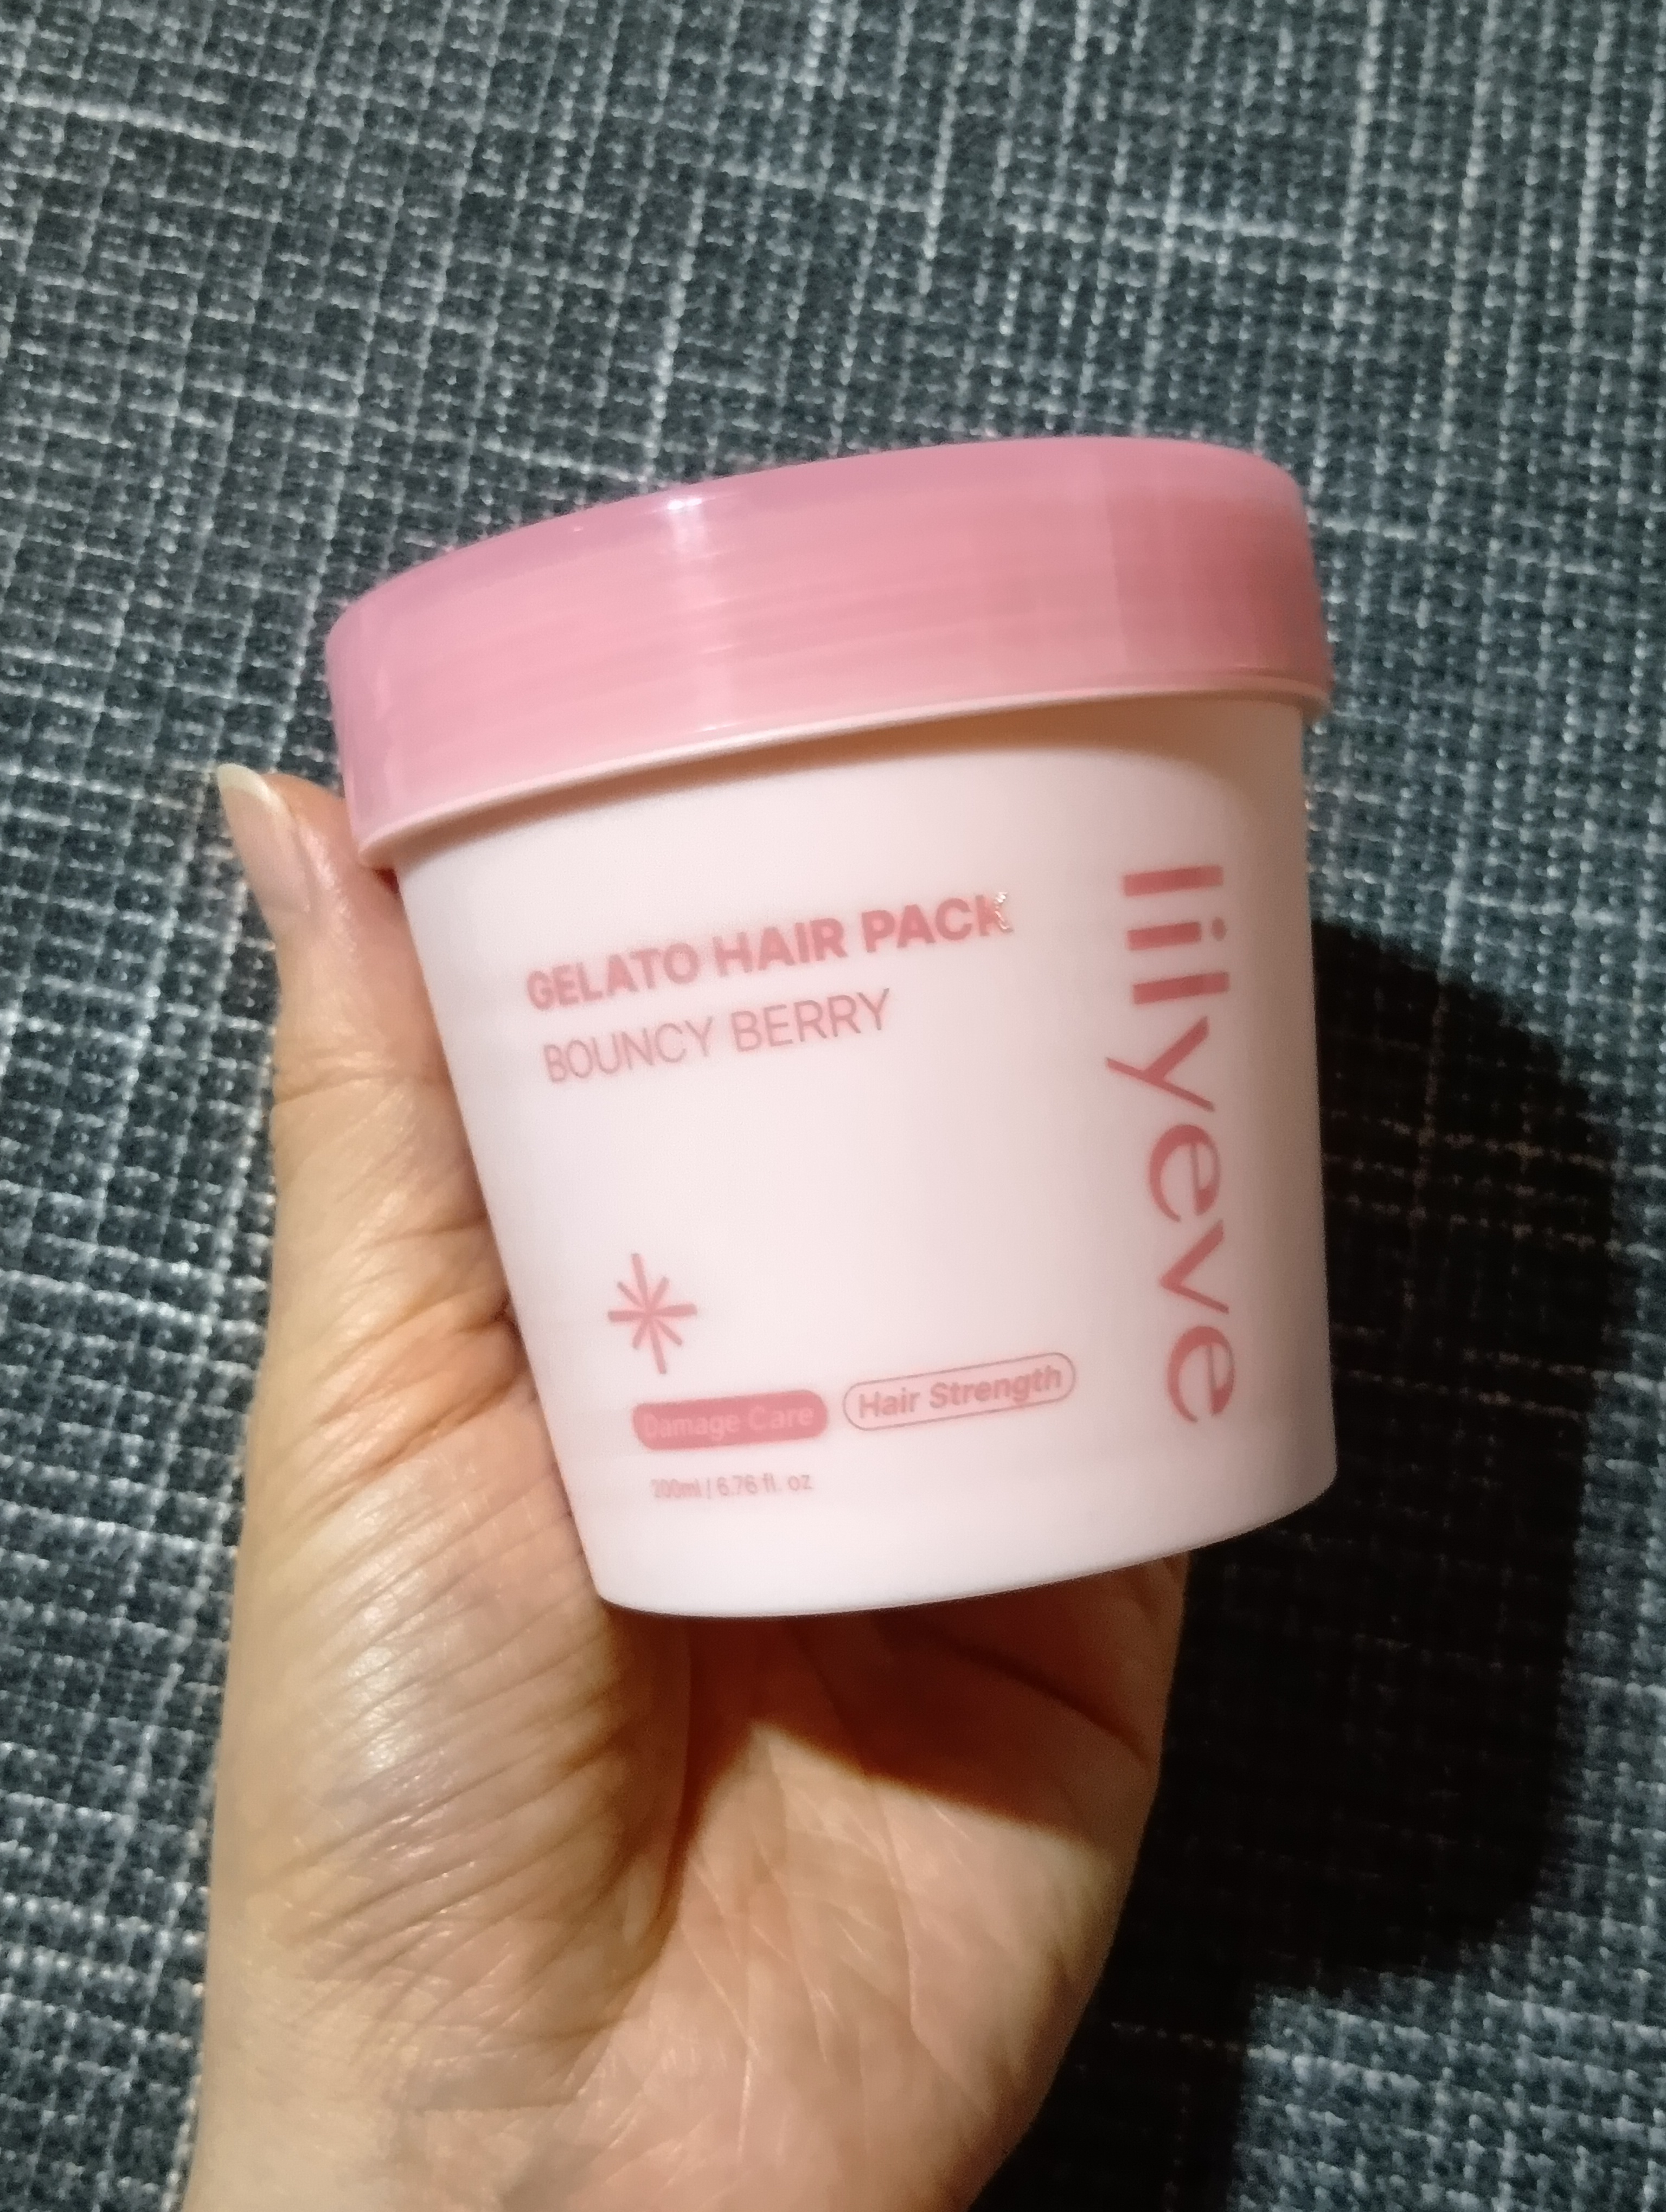 GELATO HAIR PACK
BOUNCY BERRY
lilyeve
Damage Care
Hair Strength
200ml / 6.76 fl. oz